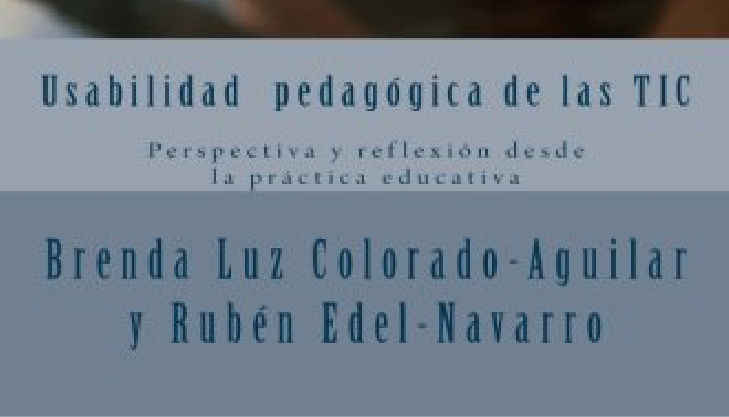 Usabilidad pedagógica de las TIC
Perspectiva y reflexión desde
la práctica educativa
Brenda Luz Colorado-Aguilar
y Rubén Edel-Navarro